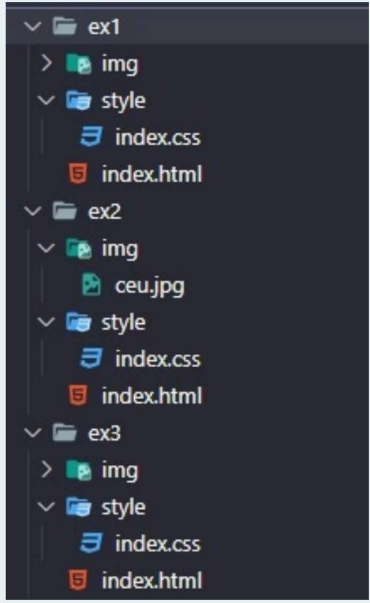 ex1
img
style
index.css
index.html
ex2
img
ceu.jpg
style
index.css
index.html
ex3
img
style
index.css
index.html